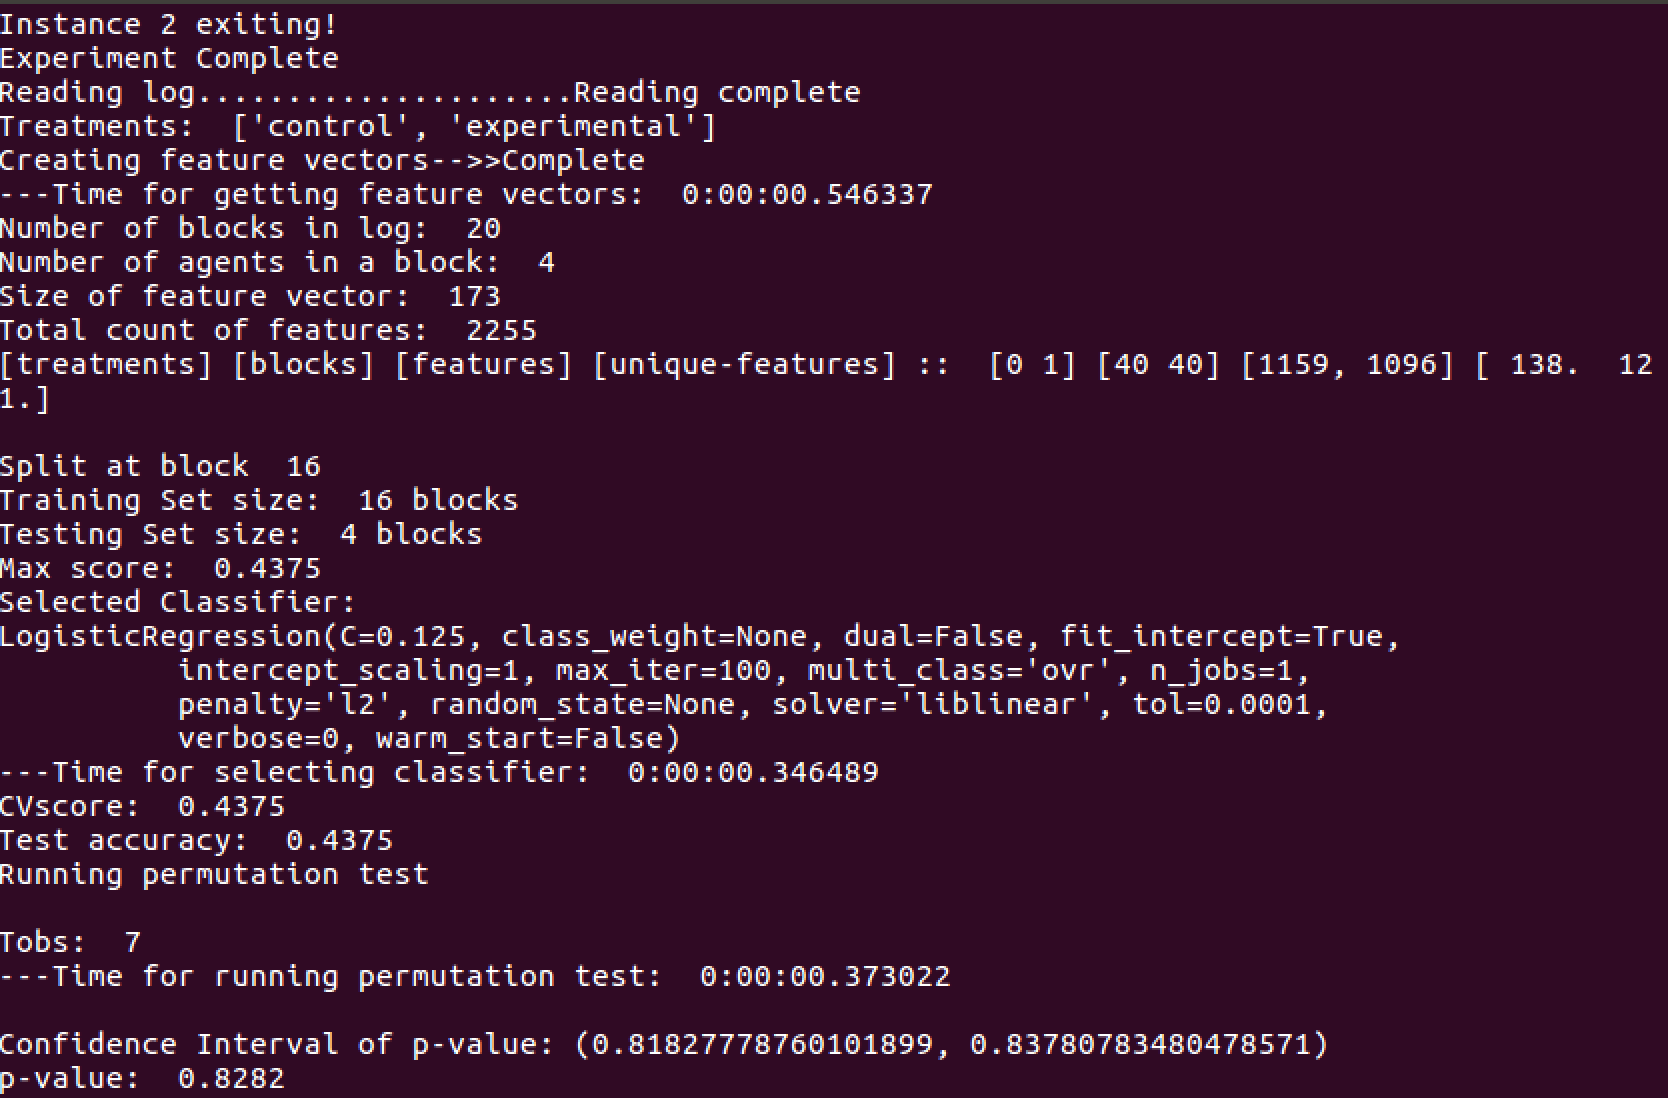 Instance 2 exiting!
Experiment Complete
Reading log.....................Reading complete
Treatments:  ['control', 'experimental']
Creating feature vectors-->>Complete
---Time for getting feature vectors:  0:00:00.546337
Number of blocks in log:  20
Number of agents in a block:  4
Size of feature vector:  173
Total count of features:  2255
[treatments] [blocks] [features] [unique-features] ::  [0 1] [40 40] [1159, 1096] [ 138.  12
1.]

Split at block  16
Training Set size:  16 blocks
Testing Set size:  4 blocks
Max score:  0.4375
Selected Classifier:
LogisticRegression(C=0.125, class_weight=None, dual=False, fit_intercept=True,
          intercept_scaling=1, max_iter=100, multi_class='ovr', n_jobs=1,
          penalty='l2', random_state=None, solver='liblinear', tol=0.0001,
          verbose=0, warm_start=False)
---Time for selecting classifier:  0:00:00.346489
CVscore:  0.4375
Test accuracy:  0.4375
Running permutation test

Tobs:  7
---Time for running permutation test:  0:00:00.373022

Confidence Interval of p-value: (0.81827778760101899, 0.83780783480478571)
p-value:  0.8282